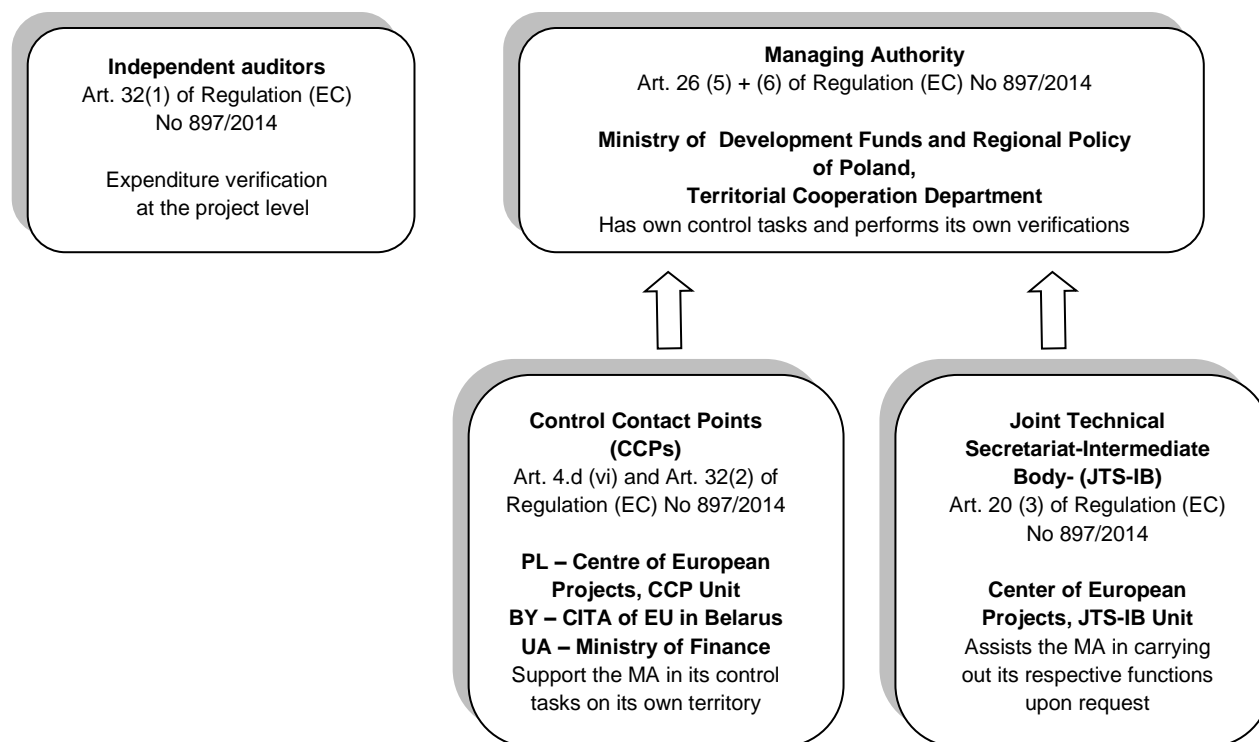 Independent auditors
Art. 32(1) of Regulation (EC)
No 897/2014
Expenditure verification
at the project level
Managing Authority
Art. 26 (5) + (6) of Regulation (EC) No 897/2014
Ministry of  Development Funds and Regional Policy
of Poland,
Territorial Cooperation Department
Has own control tasks and performs its own verifications
Control Contact Points
(CCPs)
Art. 4.d (vi) and Art. 32(2) of
Regulation (EC) No 897/2014
PL – Centre of European
Projects, CCP Unit
BY – CITA of EU in Belarus
UA – Ministry of Finance
Support the MA in its control
tasks on its own territory
Joint Technical
Secretariat-Intermediate
Body- (JTS-IB)
Art. 20 (3) of Regulation (EC)
No 897/2014
Center of European
Projects, JTS-IB Unit
Assists the MA in carrying
out its respective functions
upon request